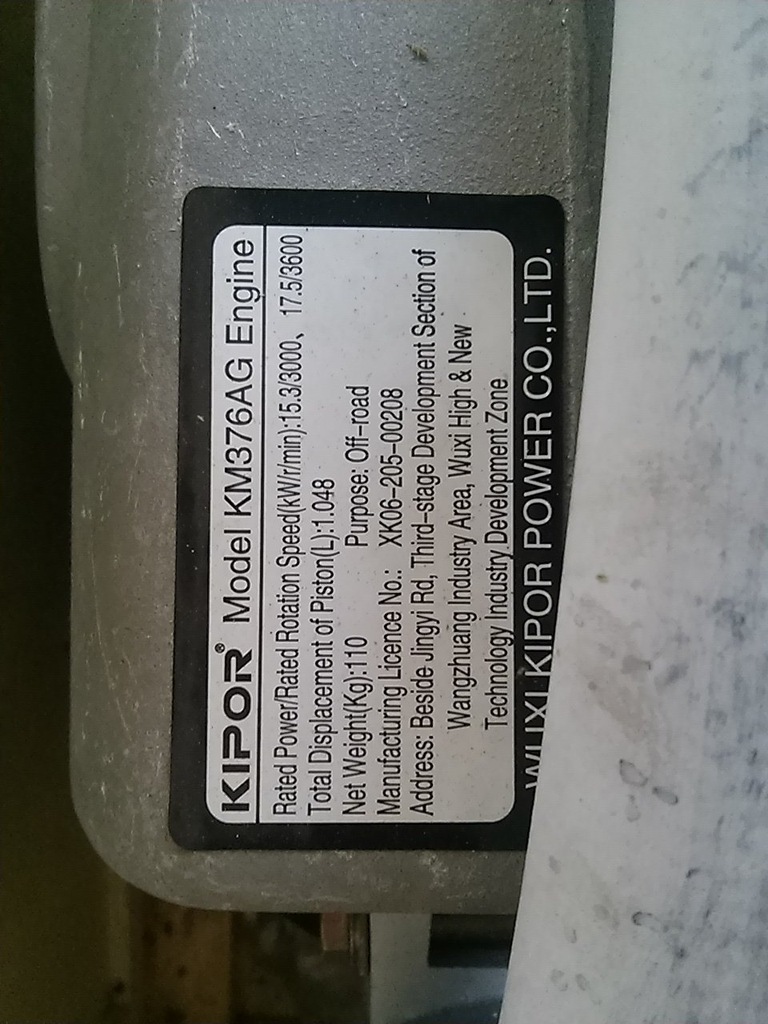 KIPOR® Model KM376AG Engine
Rated Power/Rated Rotation Speed(kW/r/min):15.3/3000、 17.5/3600
Total Displacement of Piston(L):1.048
Net Weight(Kg):110 Purpose: Off-road
Manufacturing Licence No.: XK06-205-00208
Address: Beside Jingyi Rd, Third-stage Development Section of
Wangzhuang Industry Area, Wuxi High & New
Technology Industry Development Zone
WUXI KIPOR POWER CO.,LTD.